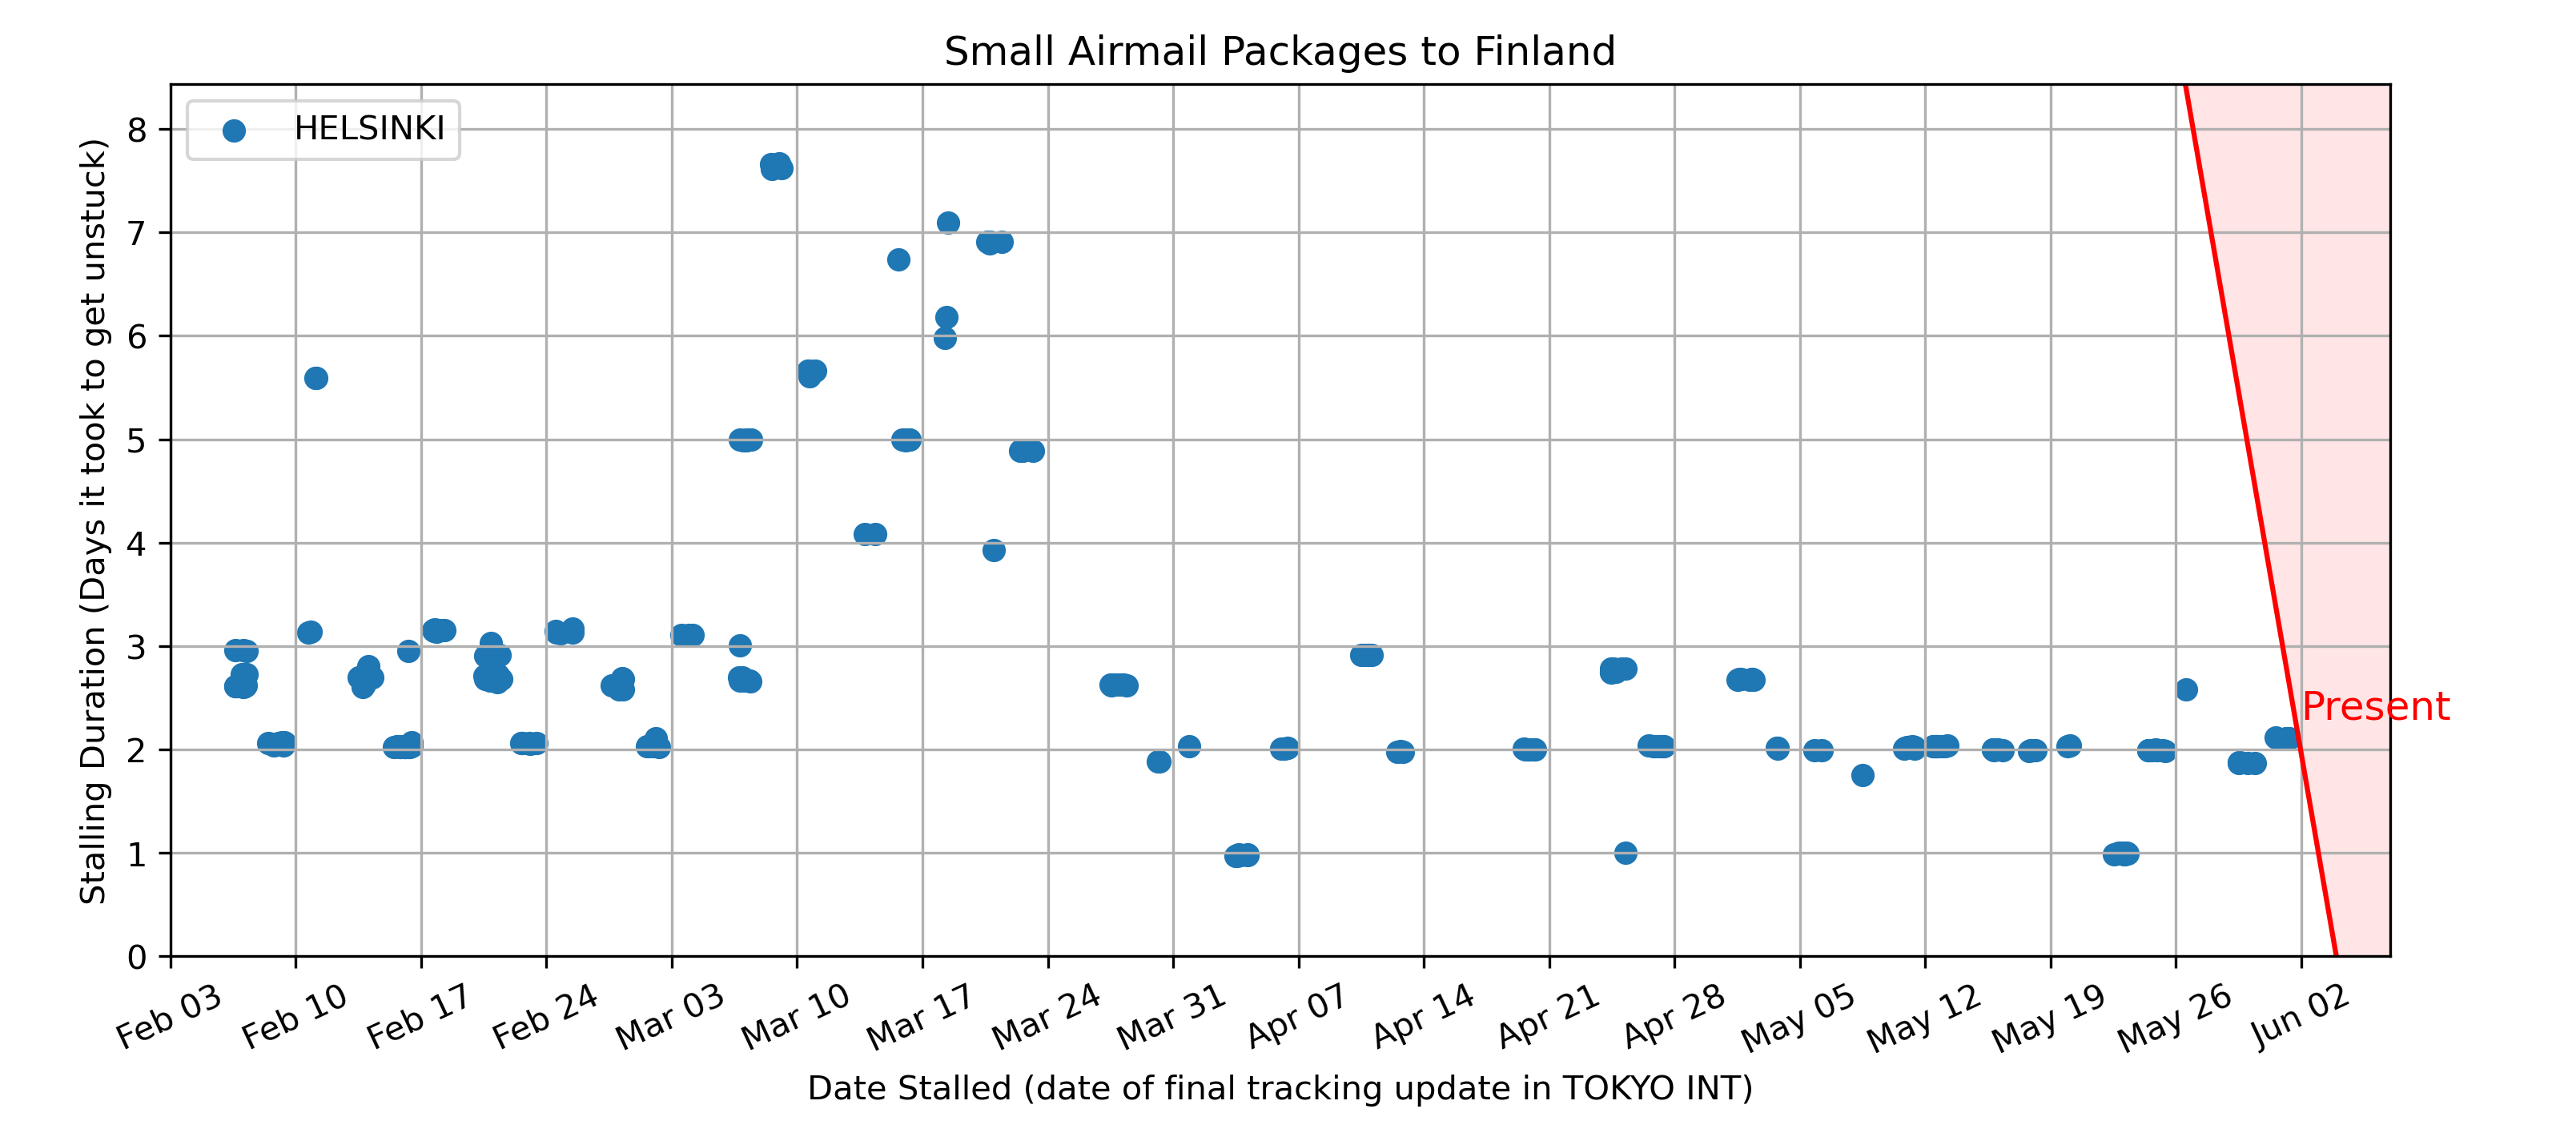 Small Airmail Packages to Finland
HELSINKI
Stalling Duration (Days it took to get unstuck)
8
7
6
5
4
3
2
1
0
Present
Feb 03
Feb 10
Feb 17
Feb 24
Mar 03
Mar 10
Mar 17
Mar 24
Mar 31
Apr 07
Apr 14
Apr 21
Apr 28
May 05
May 12
May 19
May 26
Jun 02
Date Stalled (date of final tracking update in TOKYO INT)